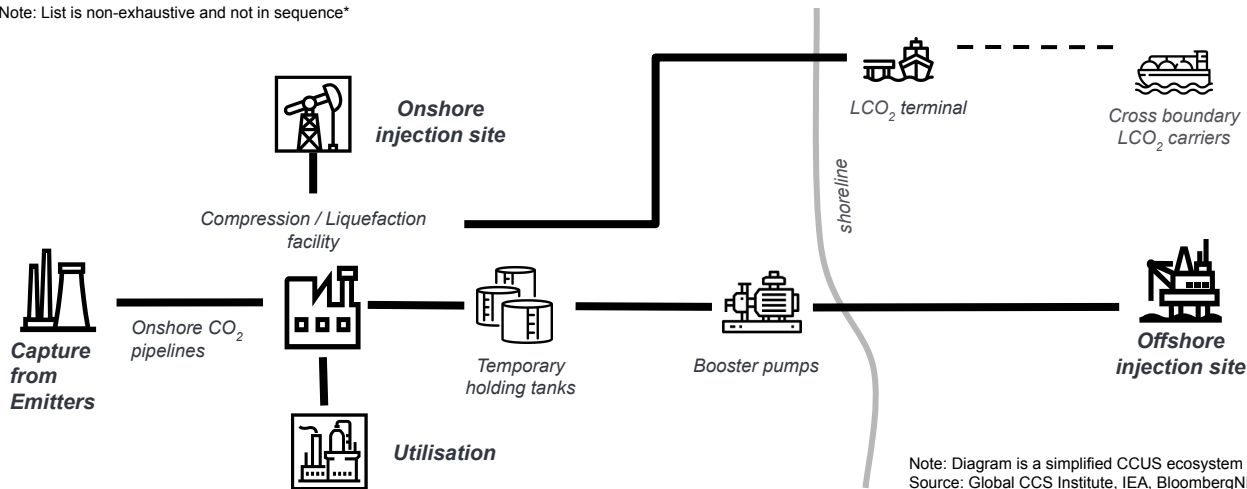 Note: List is non-exhaustive and not in sequence*
Onshore
injection site
LCO₂ terminal
Cross boundary
LCO₂ carriers
shoreline
Compression / Liquefaction
facility
Capture
from
Emitters
Onshore CO₂
pipelines
Temporary
holding tanks
Booster pumps
Offshore
injection site
Utilisation
Note: Diagram is a simplified CCUS ecosystem
Source: Global CCS Institute, IEA,